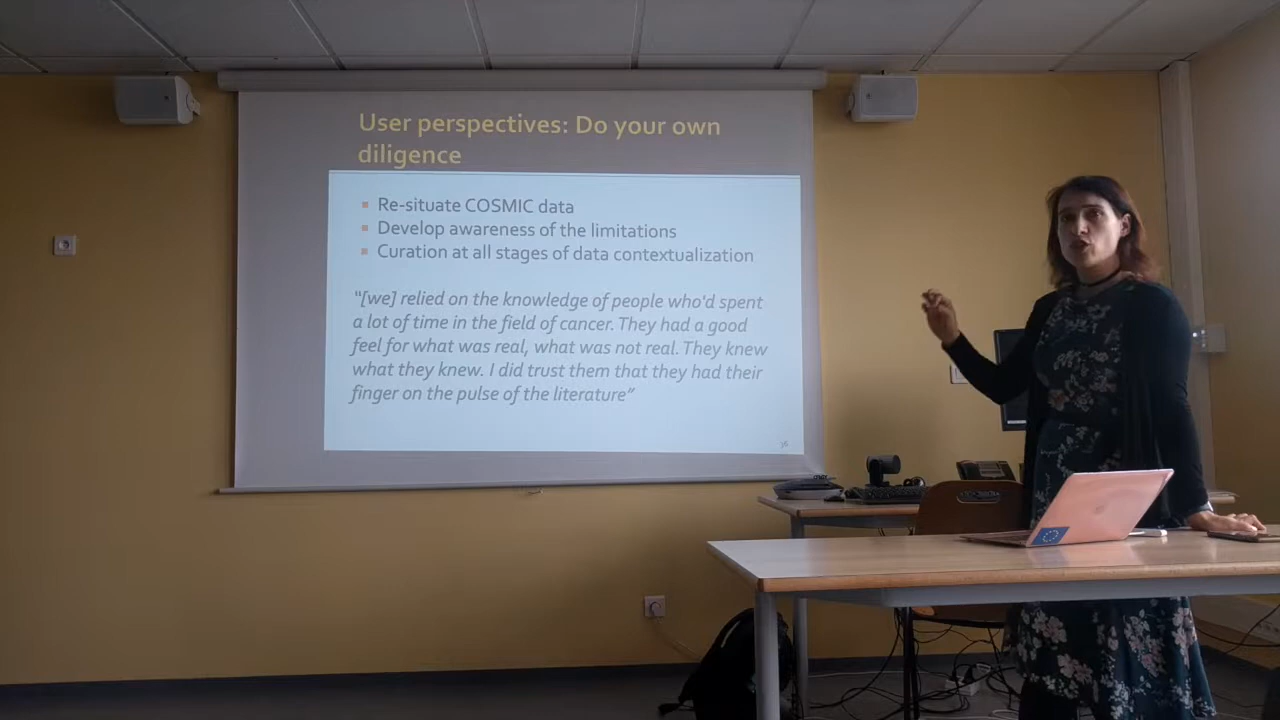 User perspectives: Do your own
diligence
Re-situate COSMIC data
Develop awareness of the limitations
Curation at all stages of data contextualization
"[we] relied on the knowledge of people who'd spent
a lot of time in the field of cancer. They had a good
feel for what was real, what was not real. They knew
what they knew. I did trust them that they had their
finger on the pulse of the literature"